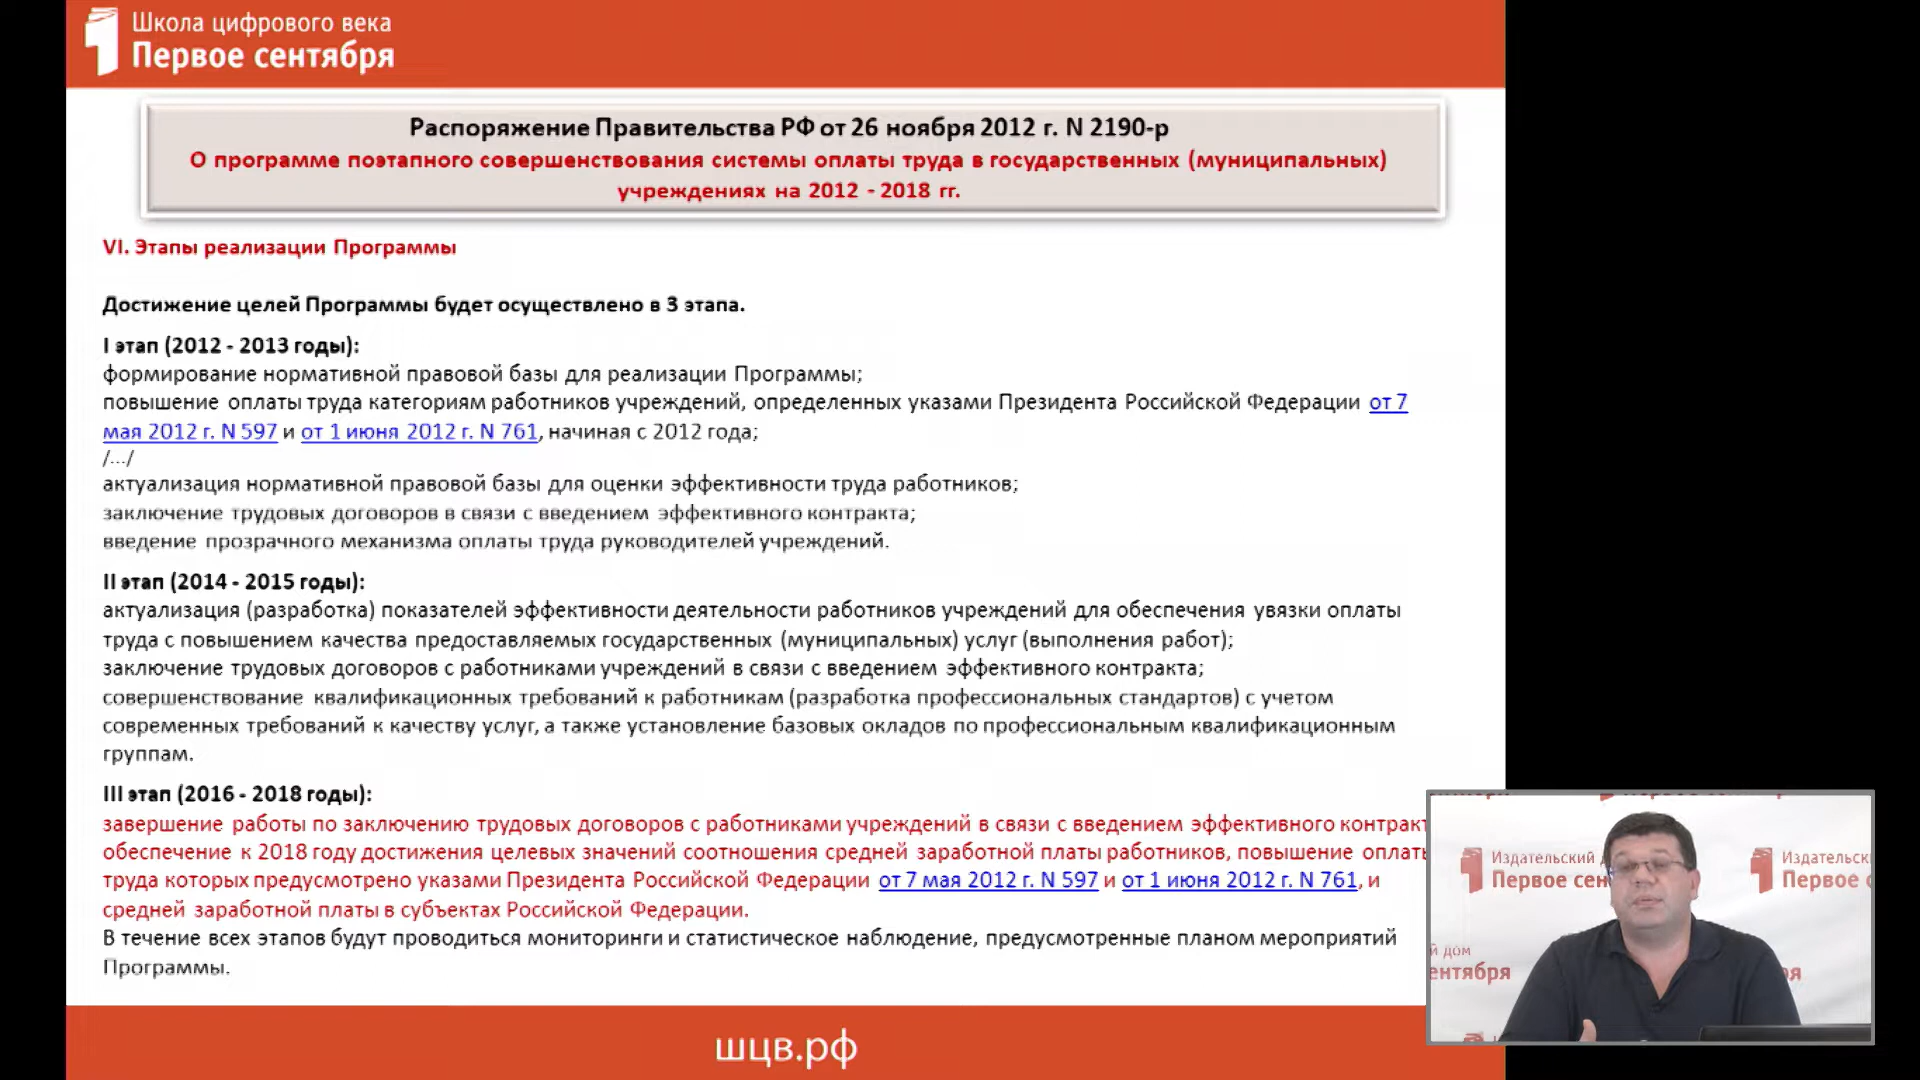 Школа цифрового века
Первое сентября
Распоряжение Правительства РФ от 26 ноября 2012 г. N 2190-р
О программе поэтапного совершенствования системы оплаты труда в государственных (муниципальных)
учреждениях на 2012 - 2018 гг.
VI. Этапы реализации Программы
Достижение целей Программы будет осуществлено в 3 этапа.
I этап (2012 - 2013 годы):
формирование нормативной правовой базы для реализации Программы;
повышение оплаты труда категориям работников учреждений, определенных указами Президента Российской Федерации от 7
мая 2012 г. N 597 и от 1 июня 2012 г. N 761, начиная с 2012 года;
/.../
актуализация нормативной правовой базы для оценки эффективности труда работников;
заключение трудовых договоров в связи с введением эффективного контракта;
введение прозрачного механизма оплаты труда руководителей учреждений.
II этап (2014 - 2015 годы):
актуализация (разработка) показателей эффективности деятельности работников учреждений для обеспечения увязки оплаты
труда с повышением качества предоставляемых государственных (муниципальных) услуг (выполнения работ);
заключение трудовых договоров с работниками учреждений в связи с введением эффективного контракта;
совершенствование квалификационных требований к работникам (разработка профессиональных стандартов) с учетом
современных требований к качеству услуг, а также установление базовых окладов по профессиональным квалификационным
группам.
III этап (2016 - 2018 годы):
завершение работы по заключению трудовых договоров с работниками учреждений в связи с введением эффективного контракт
обеспечение к 2018 году достижения целевых значений соотношения средней заработной платы работников, повышение оплаты
труда которых предусмотрено указами Президента Российской Федерации от 7 мая 2012 г. N 597 и от 1 июня 2012 г. N 761, и
средней заработной платы в субъектах Российской Федерации.
В течение всех этапов будут проводиться мониторинги и статистическое наблюдение, предусмотренные планом мероприятий
Программы.
Издательский
Первое сен
Издательск
Первое с
й дом
ентября
ря
шцв.рф